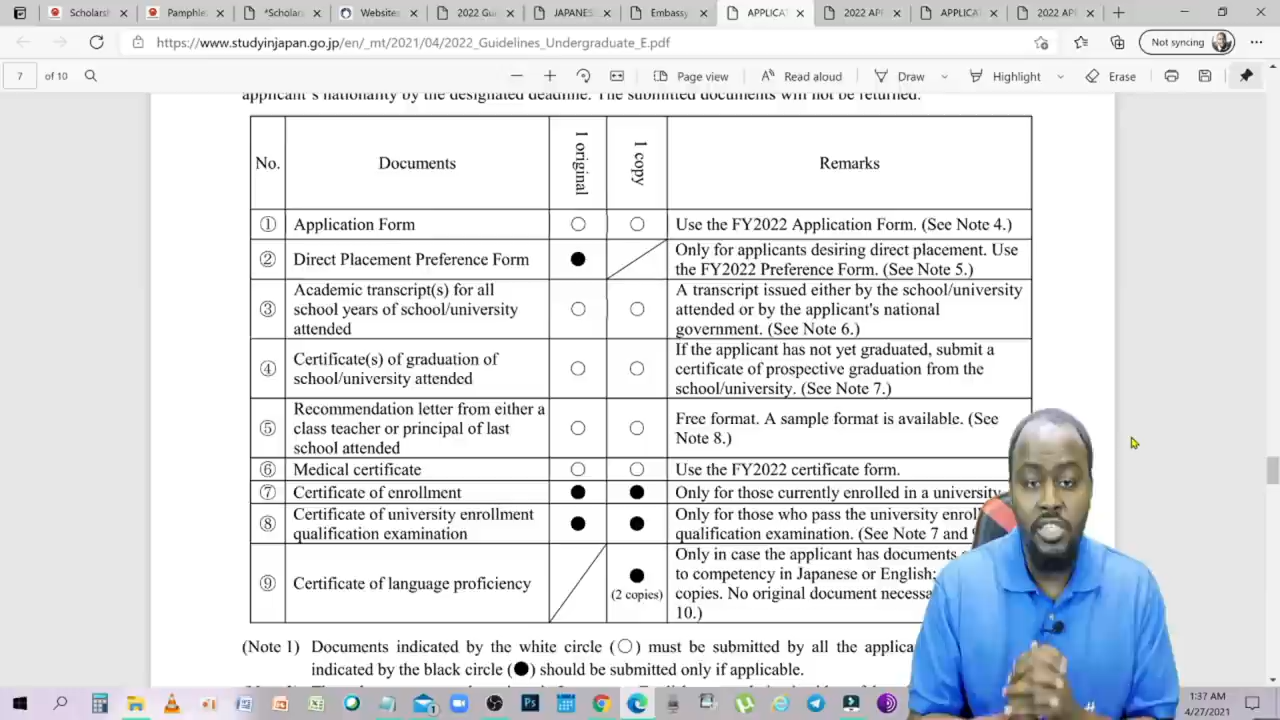 Scholarsh
Pamphle
*Scholars
Websites
2022 Gui
JAPANES
Embassy
APPLICAT
2022 API
APPLICAT
2022 API
https://www.studyinjapan.go.jp/en/_mt/2021/04/2022_Guidelines_Undergraduate_E.pdf
Not syncing
7 of 10
Page view
Read aloud
Draw
Highlight
Erase
applicant's nationality by the designated deadline. The submitted documents will not be returned.
No. Documents 1 original 1 copy Remarks
① Application Form ○ ○ Use the FY2022 Application Form. (See Note 4.)
② Direct Placement Preference Form ● Only for applicants desiring direct placement. Use
the FY2022 Preference Form. (See Note 5.)
Academic transcript(s) for all A transcript issued either by the school/university
③ school years of school/university ○ ○ attended or by the applicant's national
attended government. (See Note 6.)
If the applicant has not yet graduated, submit a
④ Certificate(s) of graduation of ○ ○ certificate of prospective graduation from the
school/university attended school/university. (See Note 7.)
Recommendation letter from either a
⑤ class teacher or principal of last ○ ○ Free format. A sample format is available. (See
school attended Note 8.)
⑥ Medical certificate ○ ○ Use the FY2022 certificate form.
⑦ Certificate of enrollment ● ● Only for those currently enrolled in a university.
⑧ Certificate of university enrollment ● ● Only for those who pass the university enrol
qualification examination qualification examination. (See Note 7 and
Only in case the applicant has documents
⑨ Certificate of language proficiency ● to competency in Japanese or English;
(2 copies) copies. No original document necessa
10.)
(Note 1) Documents indicated by the white circle (○) must be submitted by all the applica
indicated by the black circle (●) should be submitted only if applicable.
1:37 AM
4/27/2021